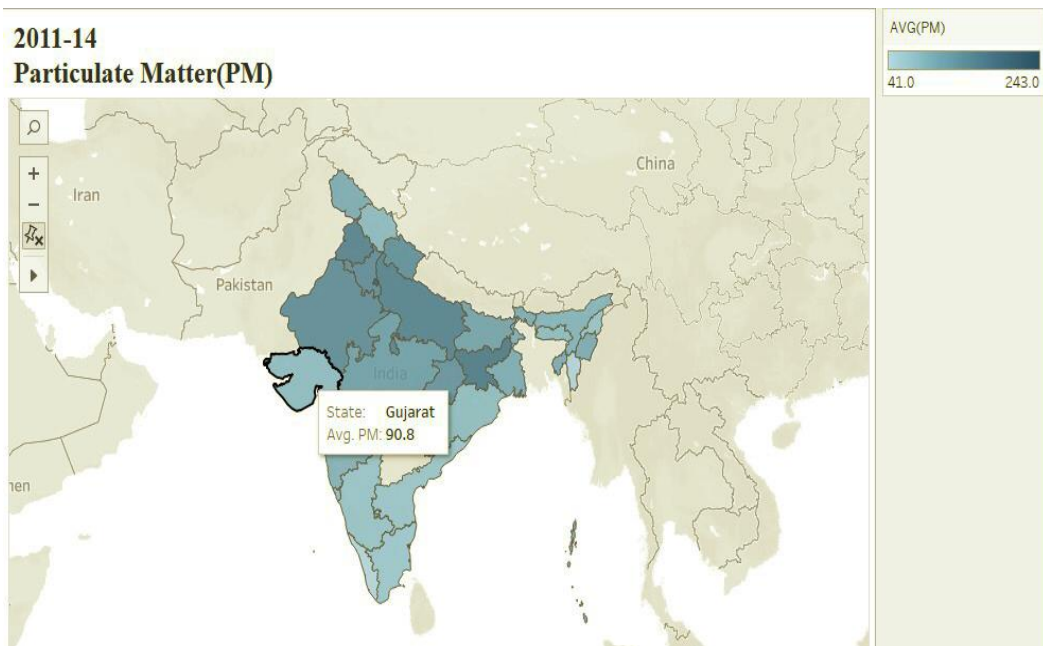 2011-14
Particulate Matter(PM)
AVG(PM)
41.0 243.0
China
Iran
Pakistan
India
State: Gujarat
Avg. PM: 90.8
nen